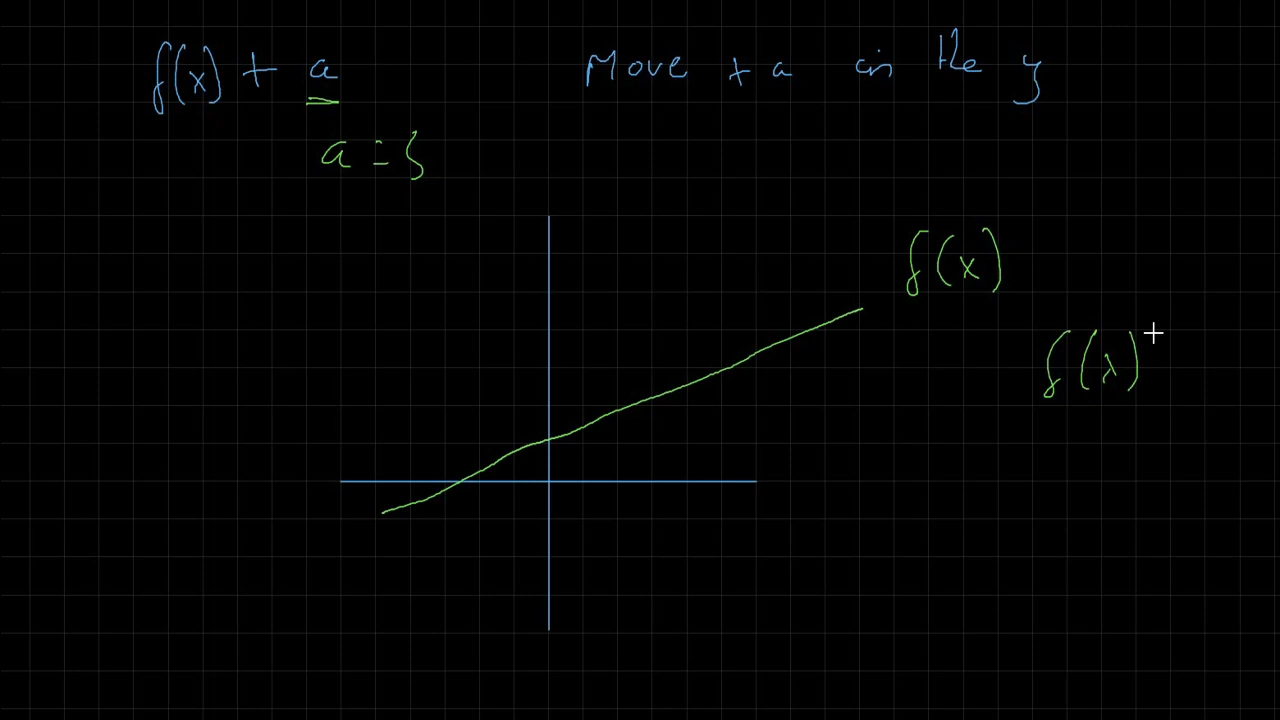 f(x) + a Move + a in the y
a = 5
f(x)
f(x)